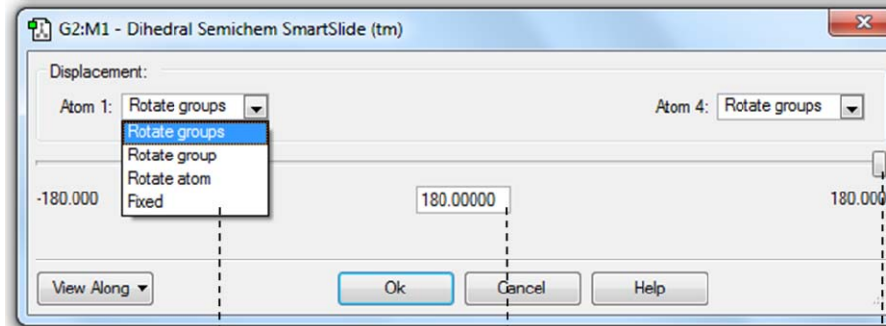 G2:M1 - Dihedral Semichem SmartSlide (tm)
Displacement:
Atom 1: Rotate groups Atom 4: Rotate groups
Rotate groups
Rotate group
Rotate atom
Fixed
-180.000 180.00000 180.000
View Along Ok Cancel Help